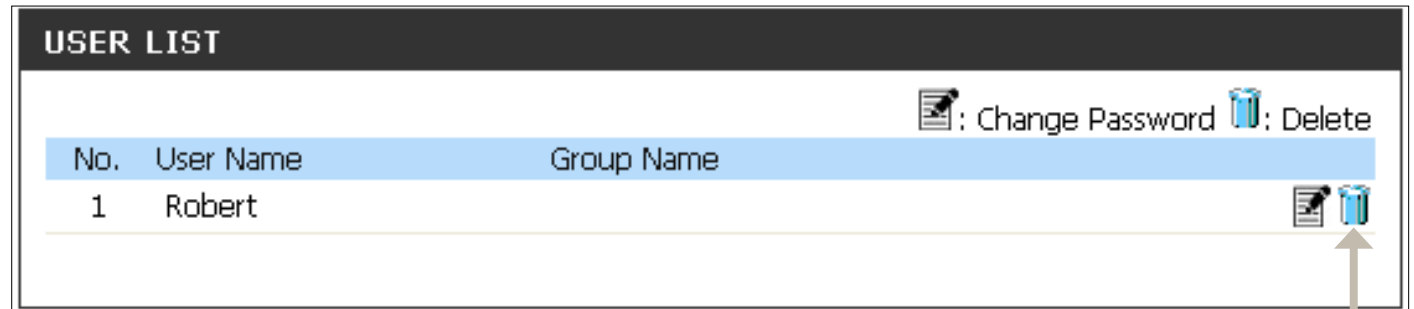 USER LIST
: Change Password : Delete
No. User Name Group Name
1 Robert